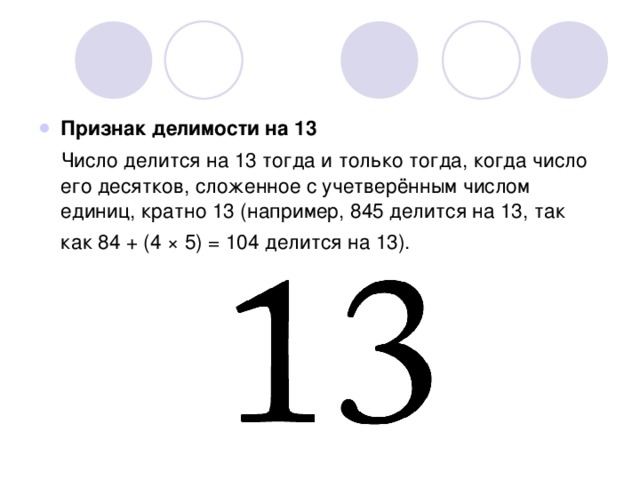 Признак делимости на 13
Число делится на 13 тогда и только тогда, когда число
его десятков, сложенное с учетверённым числом
единиц, кратно 13 (например, 845 делится на 13, так
как 84 + (4 × 5) = 104 делится на 13).
13